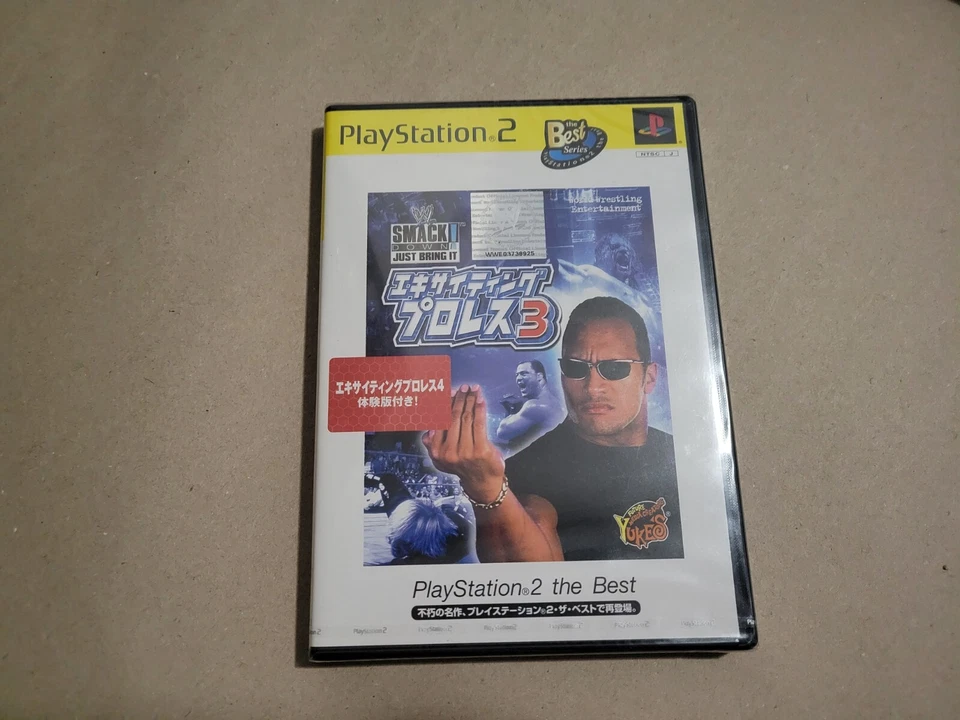 PlayStation®2
the
Best
Series
NTSC J
World Wrestling
Entertainment
SMACK!
DOWN
JUST BRING IT
WWE03738925
エキサイティング
プロレス3
エキサイティングプロレス4
体験版付き!
YUKE'S®
PlayStation®2 the Best
不朽の名作、プレイステーション®2・ザ・ベストで再登場。
PlayStation2